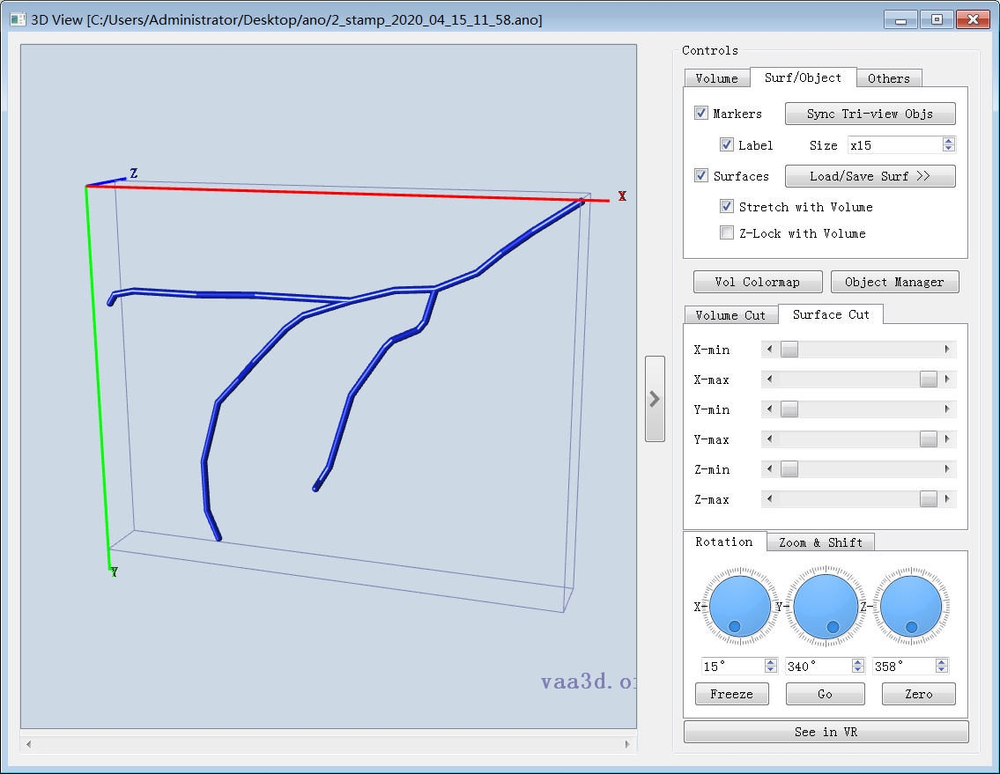 3D View [C:/Users/Administrator/Desktop/ano/2_stamp_2020_04_15_11_58.ano]
Z
X
Y
vaa3d.o
Controls
Volume Surf/Object Others
Markers Sync Tri-view Objs
Label Size x15
Surfaces Load/Save Surf >>
Stretch with Volume
Z-Lock with Volume
Vol Colormap Object Manager
Volume Cut Surface Cut
X-min
X-max
Y-min
Y-max
Z-min
Z-max
Rotation Zoom & Shift
X- Y- Z-
15° 340° 358°
Freeze Go Zero
See in VR